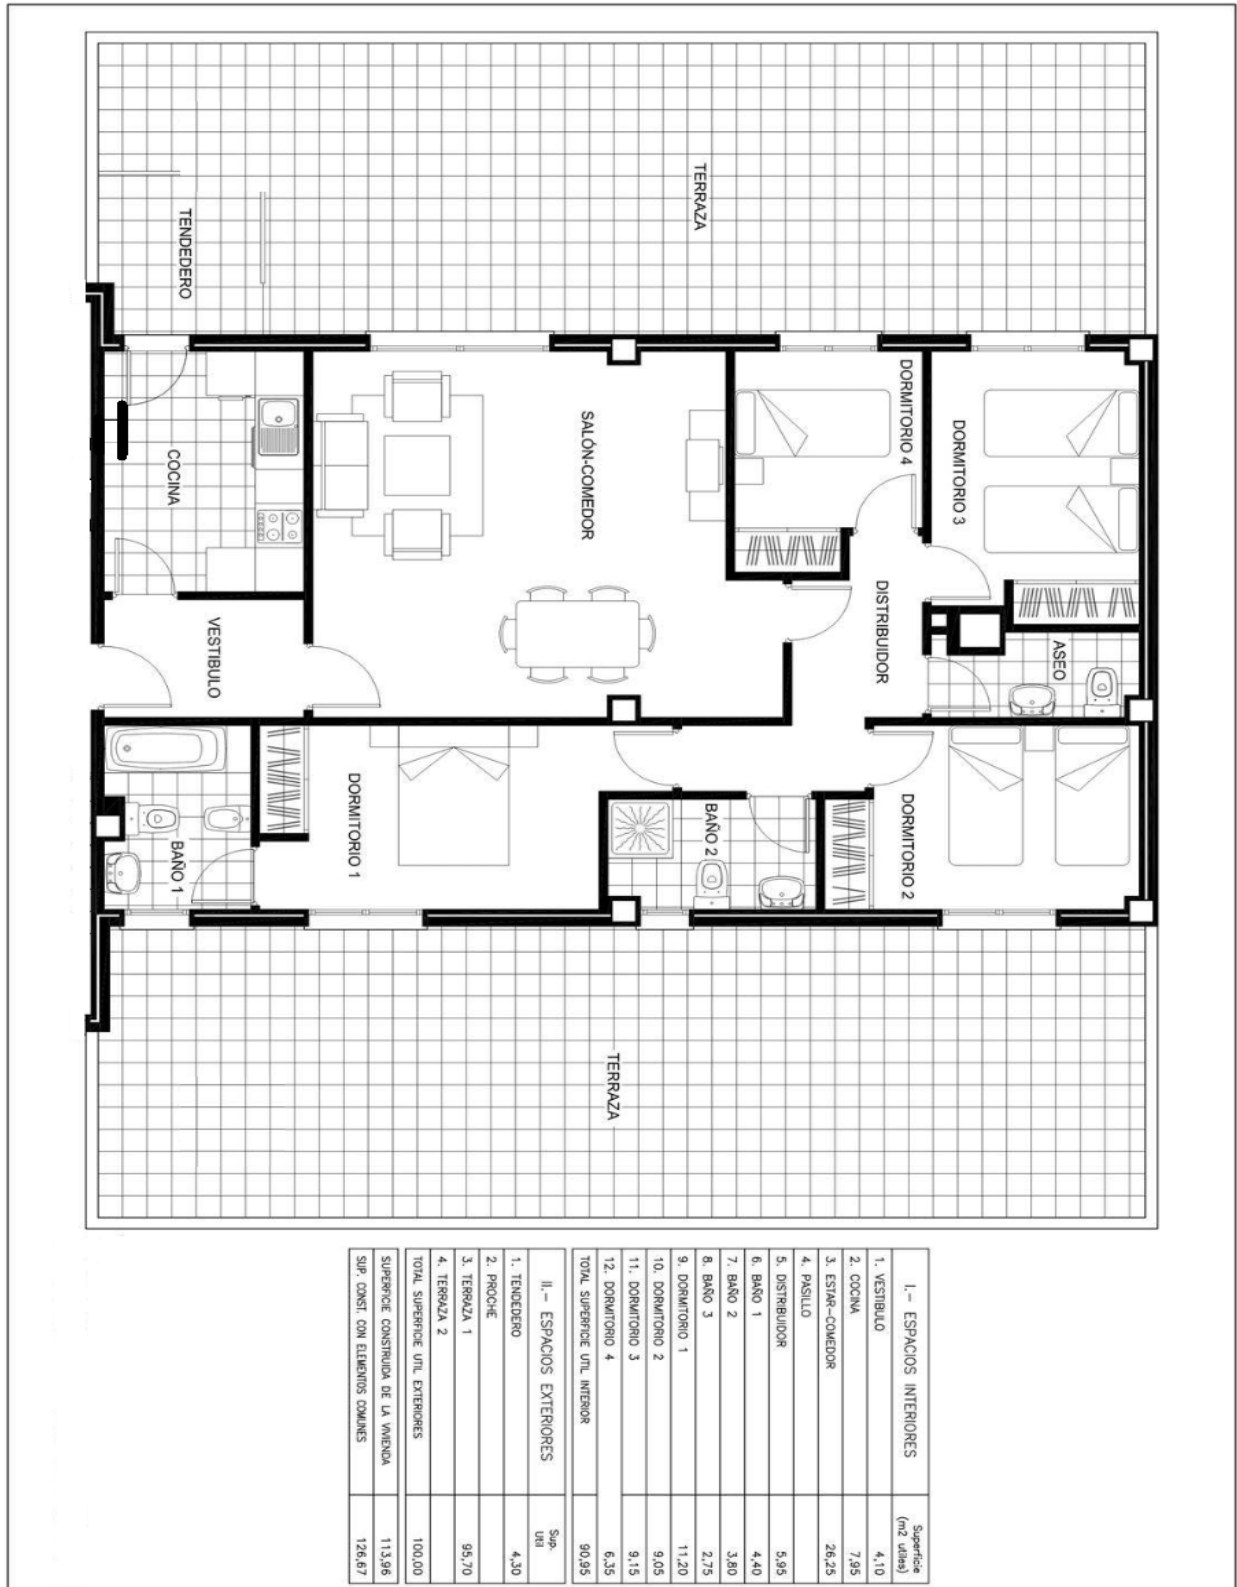 TERRAZA
TENDEDERO
DORMITORIO 4
DORMITORIO 3
SALÓN-COMEDOR
COCINA
DISTRIBUIDOR
VESTIBULO
ASEO
DORMITORIO 1
BAÑO 1
BAÑO 2
DORMITORIO 2
TERRAZA
I.- ESPACIOS INTERIORES Superficie (m2 utiles)
1. VESTIBULO 4,10
2. COCINA 7,95
3. ESTAR-COMEDOR 26,25
4. PASILLO
5. DISTRIBUIDOR 5,95
6. BAÑO 1 4,40
7. BAÑO 2 3,80
8. BAÑO 3 2,75
9. DORMITORIO 1 11,20
10. DORMITORIO 2 9,05
11. DORMITORIO 3 9,15
12. DORMITORIO 4 6,35
TOTAL SUPERFICIE UTIL INTERIOR 90,95
II.- ESPACIOS EXTERIORES Sup. Util
1. TENDEDERO 4,30
2. PROCHE
3. TERRAZA 1 95,70
4. TERRAZA 2
TOTAL SUPERFICIE UTIL EXTERIORES 100,00
SUPERFICIE CONSTRUIDA DE LA VIVIENDA 113,96
SUP. CONST. CON ELEMENTOS COMUNES 126,67